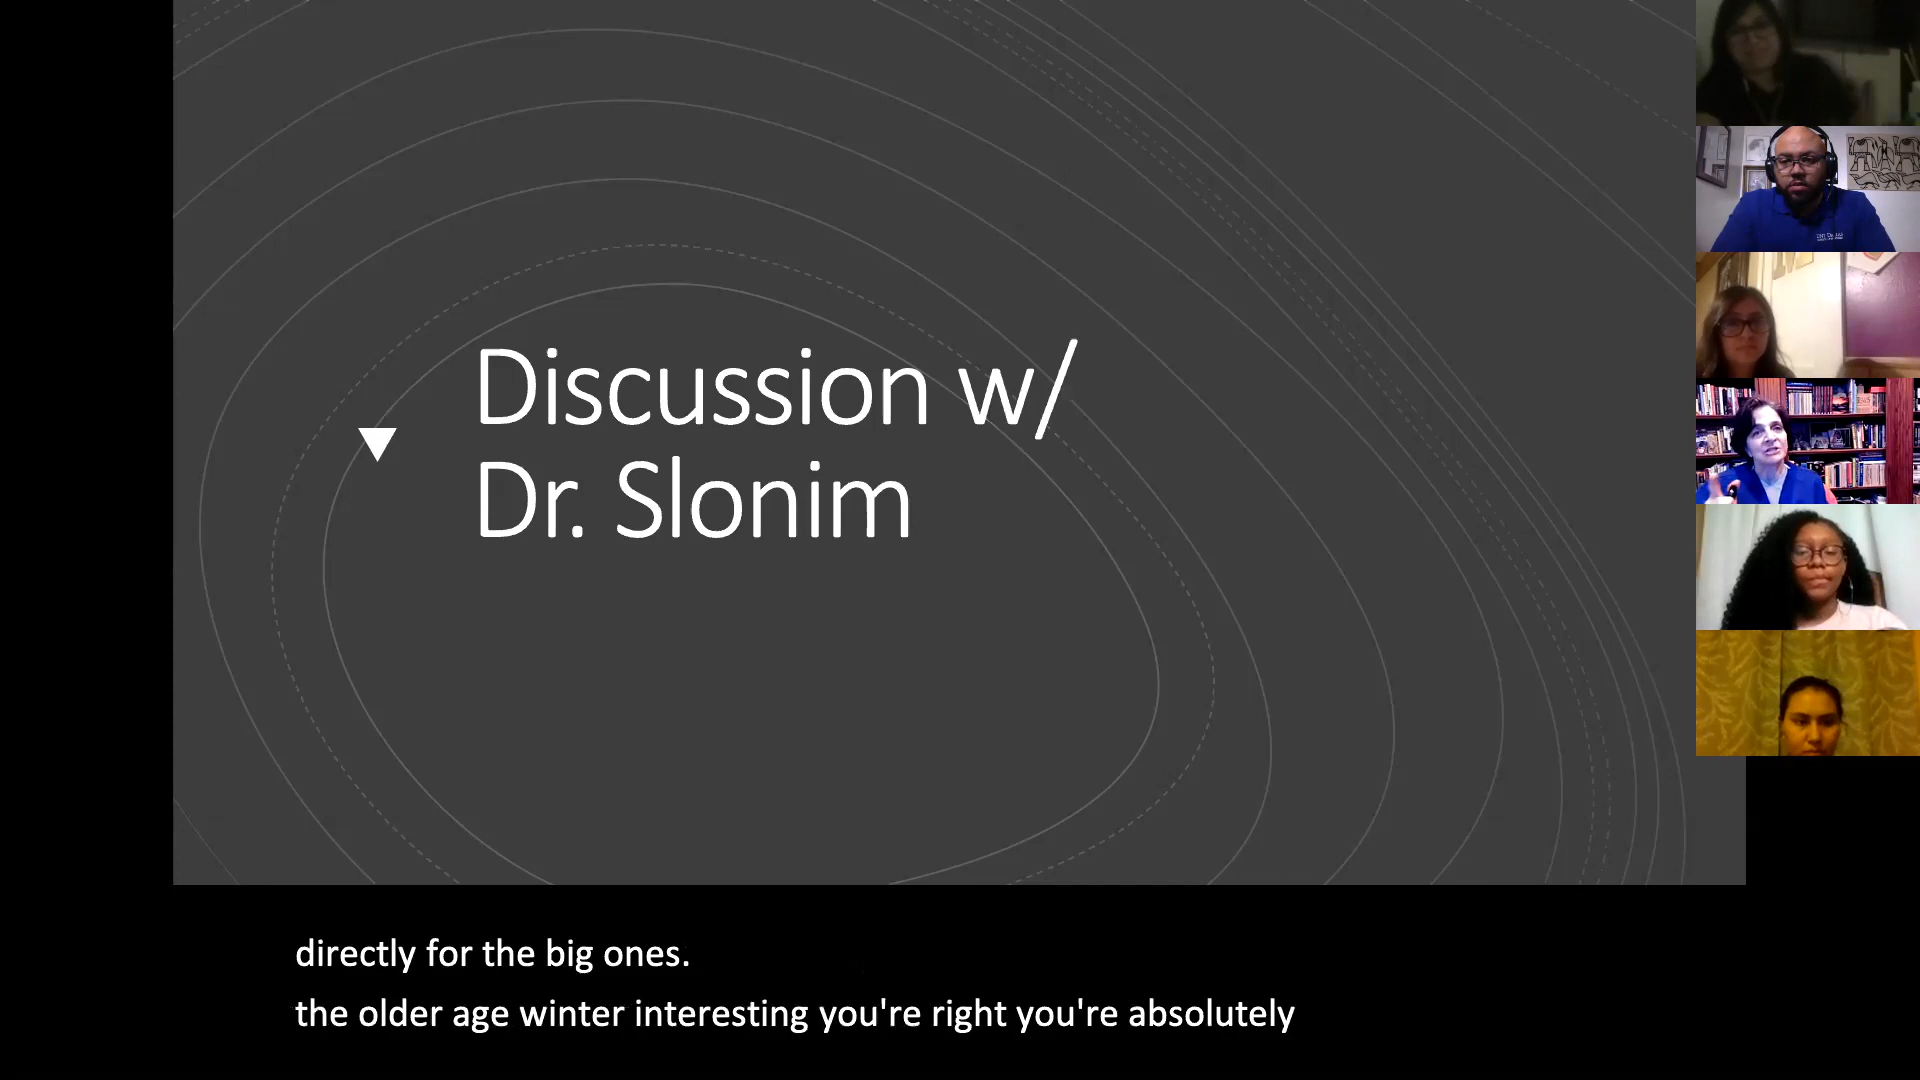 Discussion w/
Dr. Slonim
directly for the big ones.
the older age winter interesting you're right you're absolutely